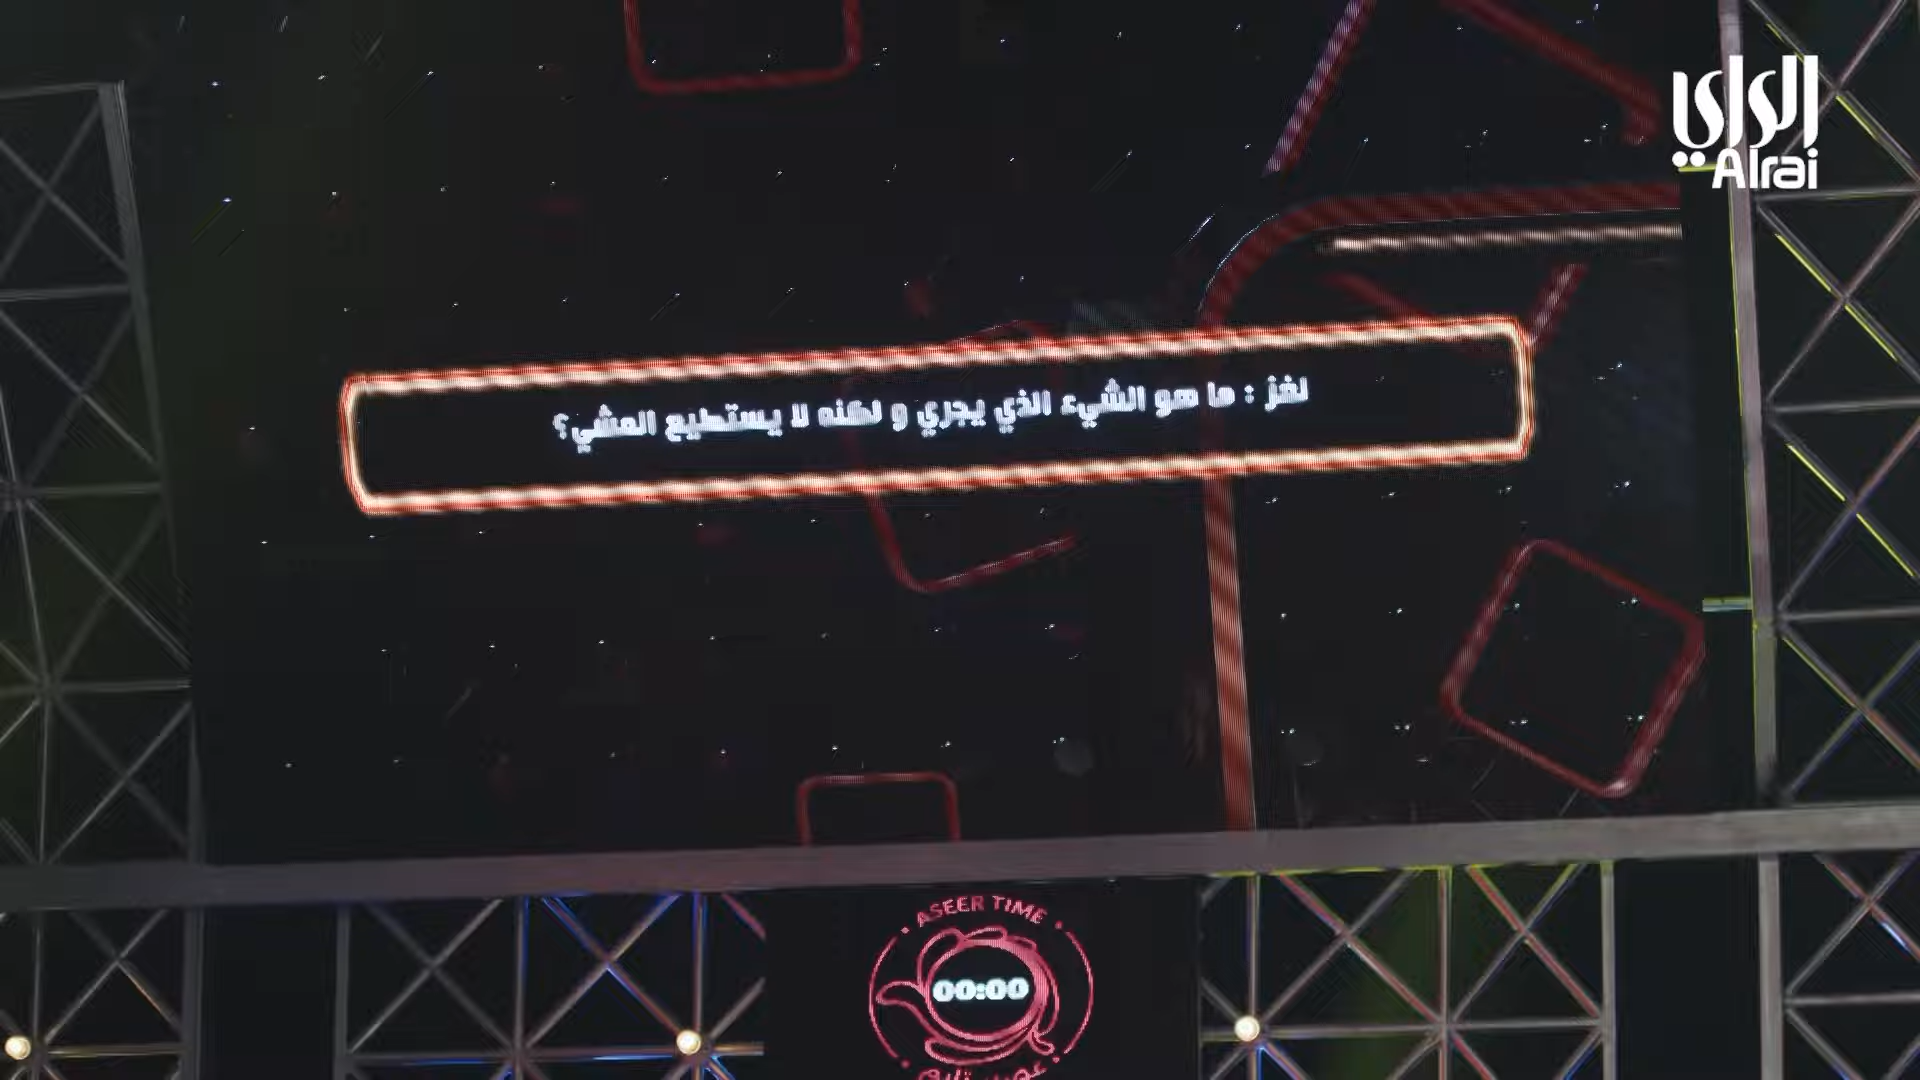 الراي
Alrai
لغز : ما هو الشيء الذي يجري و لكنه لا يستطيع المشي؟
ASEER TIME
00:00